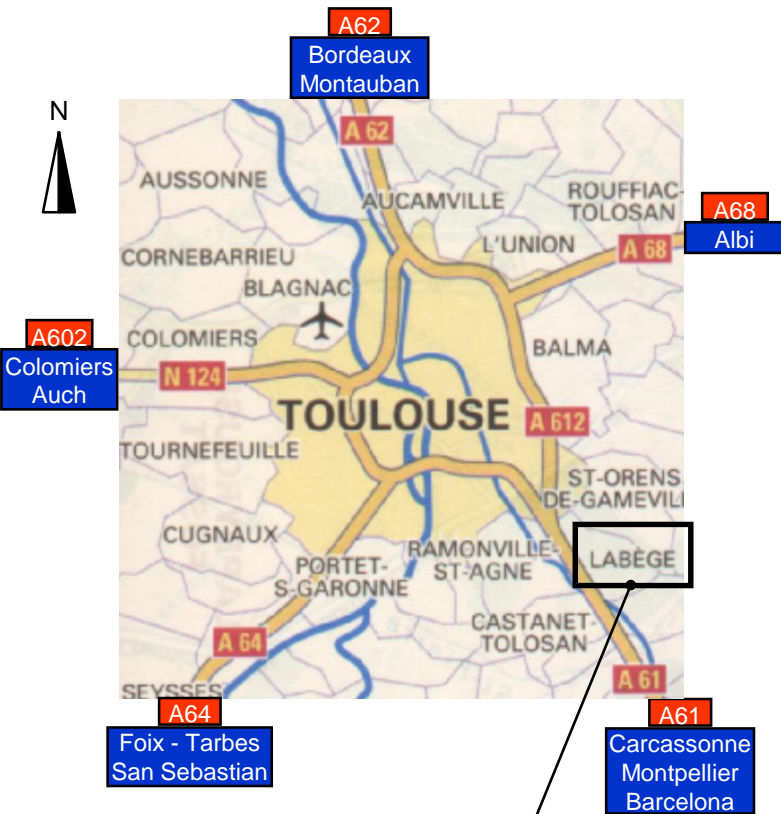 A62
Bordeaux
Montauban
N
A 62
AUSSONNE
AUCAMVILLE
ROUFFIAC-
TOLOSAN
A68
Albi
L'UNION
A 68
CORNEBARRIEU
BLAGNAC
A602
Colomiers
Auch
COLOMIERS
BALMA
N 124
TOULOUSE
A 612
TOURNEFEUILLE
ST-ORENS
DE-GAMEVIL
CUGNAUX
RAMONVILLE-
ST-AGNE
LABÈGE
PORTET-
S-GARONNE
CASTANET-
TOLOSAN
A 64
A 61
SEYSSES
A64
Foix - Tarbes
San Sebastian
A61
Carcassonne
Montpellier
Barcelona